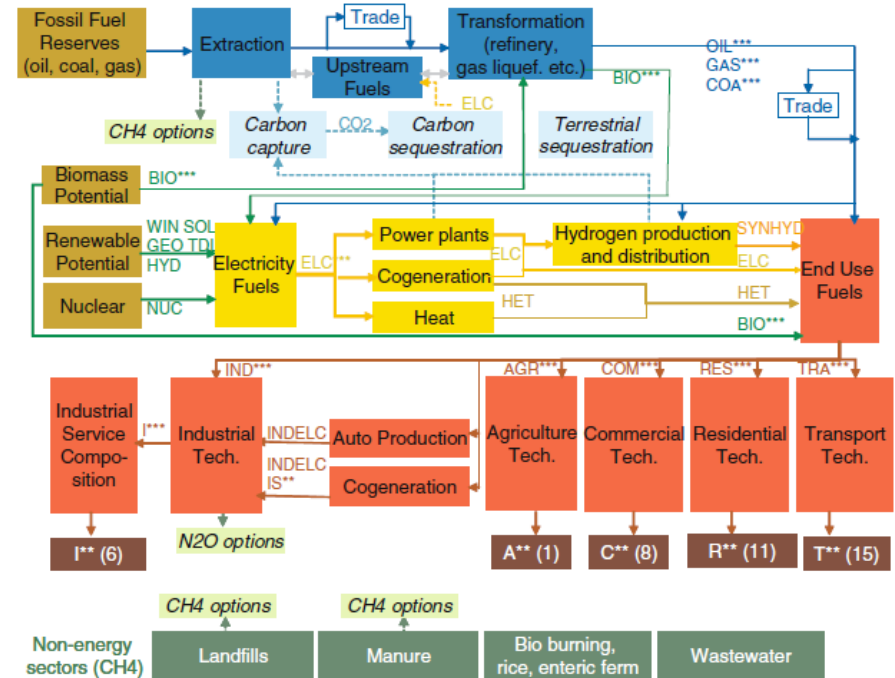 Fossil Fuel
Reserves
(oil, coal, gas)
Extraction
Trade
Transformation
(refinery,
gas liquef. etc.)
Upstream
Fuels
ELC
OIL***
GAS***
COA***
BIO***
Trade
CH4 options
Carbon
capture
CO2
Carbon
sequestration
Terrestrial
sequestration
Biomass
Potential
BIO***
Renewable
Potential
WIN SOL
GEO TDL
HYD
Nuclear
NUC
Electricity
Fuels
ELC***
Power plants
Cogeneration
Heat
ELC
HET
Hydrogen production
and distribution
SYNHYD
ELC
HET
BIO***
End Use
Fuels
IND***
AGR***
COM***
RES***
TRA***
Industrial
Service
Compo-
sition
I***
Industrial
Tech.
INDELC
Auto Production
INDELC
IS**
Cogeneration
Agriculture
Tech.
Commercial
Tech.
Residential
Tech.
Transport
Tech.
I** (6)
N2O options
A** (1)
C** (8)
R** (11)
T** (15)
CH4 options
CH4 options
Non-energy
sectors (CH4)
Landfills
Manure
Bio burning,
rice, enteric ferm
Wastewater